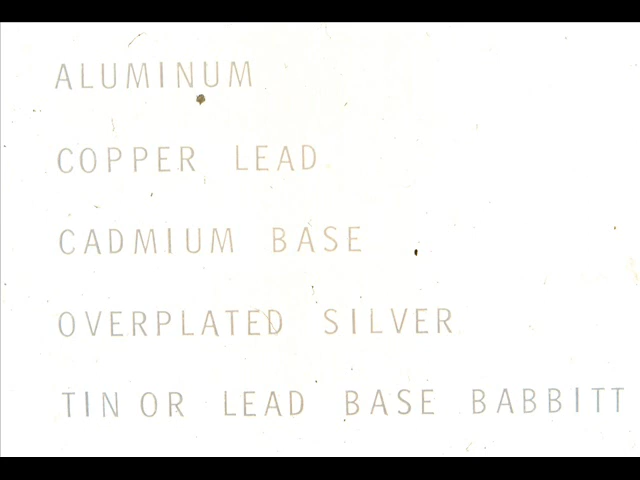 ALUMINUM
COPPER LEAD
CADMIUM BASE
OVERPLATED SILVER
TIN OR LEAD BASE BABBITT